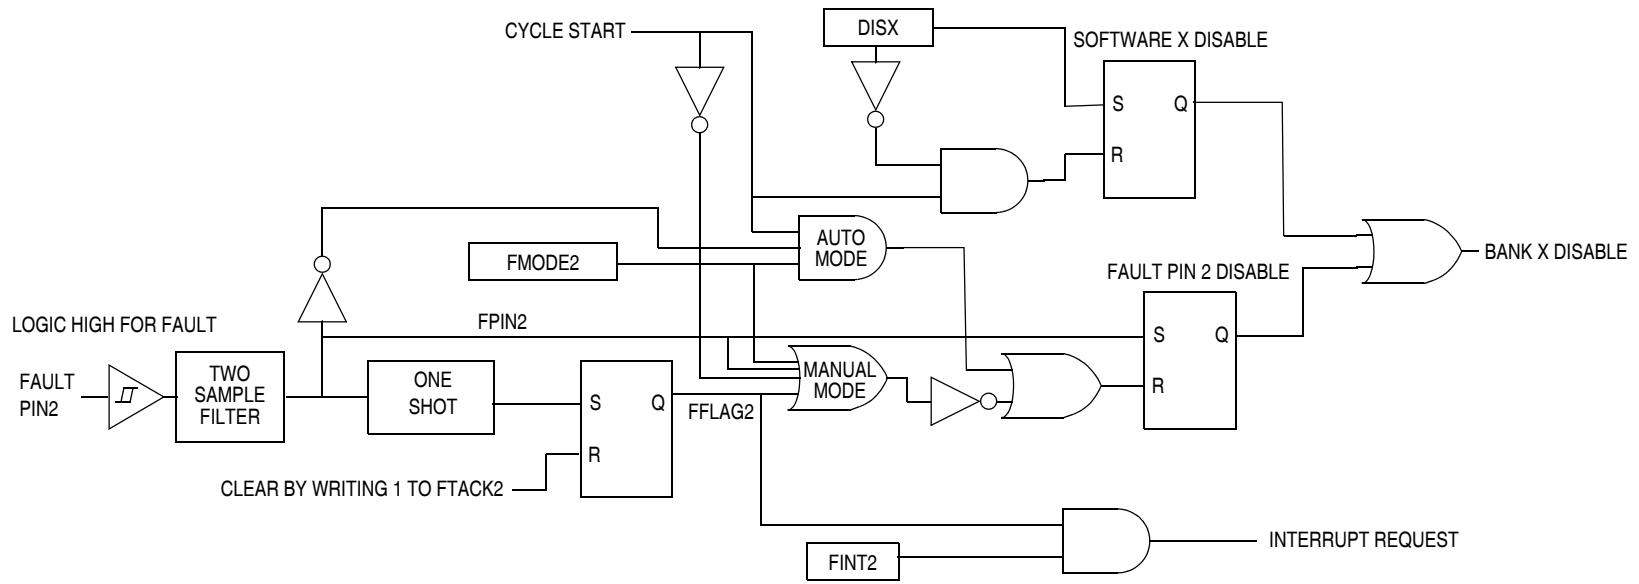 CYCLE START
DISX
SOFTWARE X DISABLE
S
Q
R
AUTO
MODE
FMODE2
BANK X DISABLE
FAULT PIN 2 DISABLE
LOGIC HIGH FOR FAULT
FPIN2
S
Q
R
FAULT
PIN2
TWO
SAMPLE
FILTER
ONE
SHOT
MANUAL
MODE
S
Q
R
FFLAG2
CLEAR BY WRITING 1 TO FTACK2
INTERRUPT REQUEST
FINT2